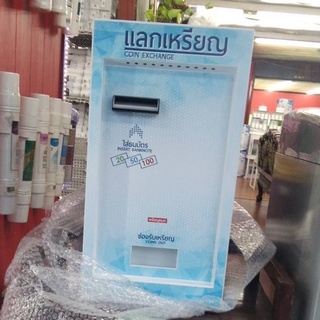 แลกเหรียญ
COIN EXCHANGE
ใส่ธนบัตร
INSERT BANKNOTE
20 50 100
ช่องรับเหรียญ
COINS OUT